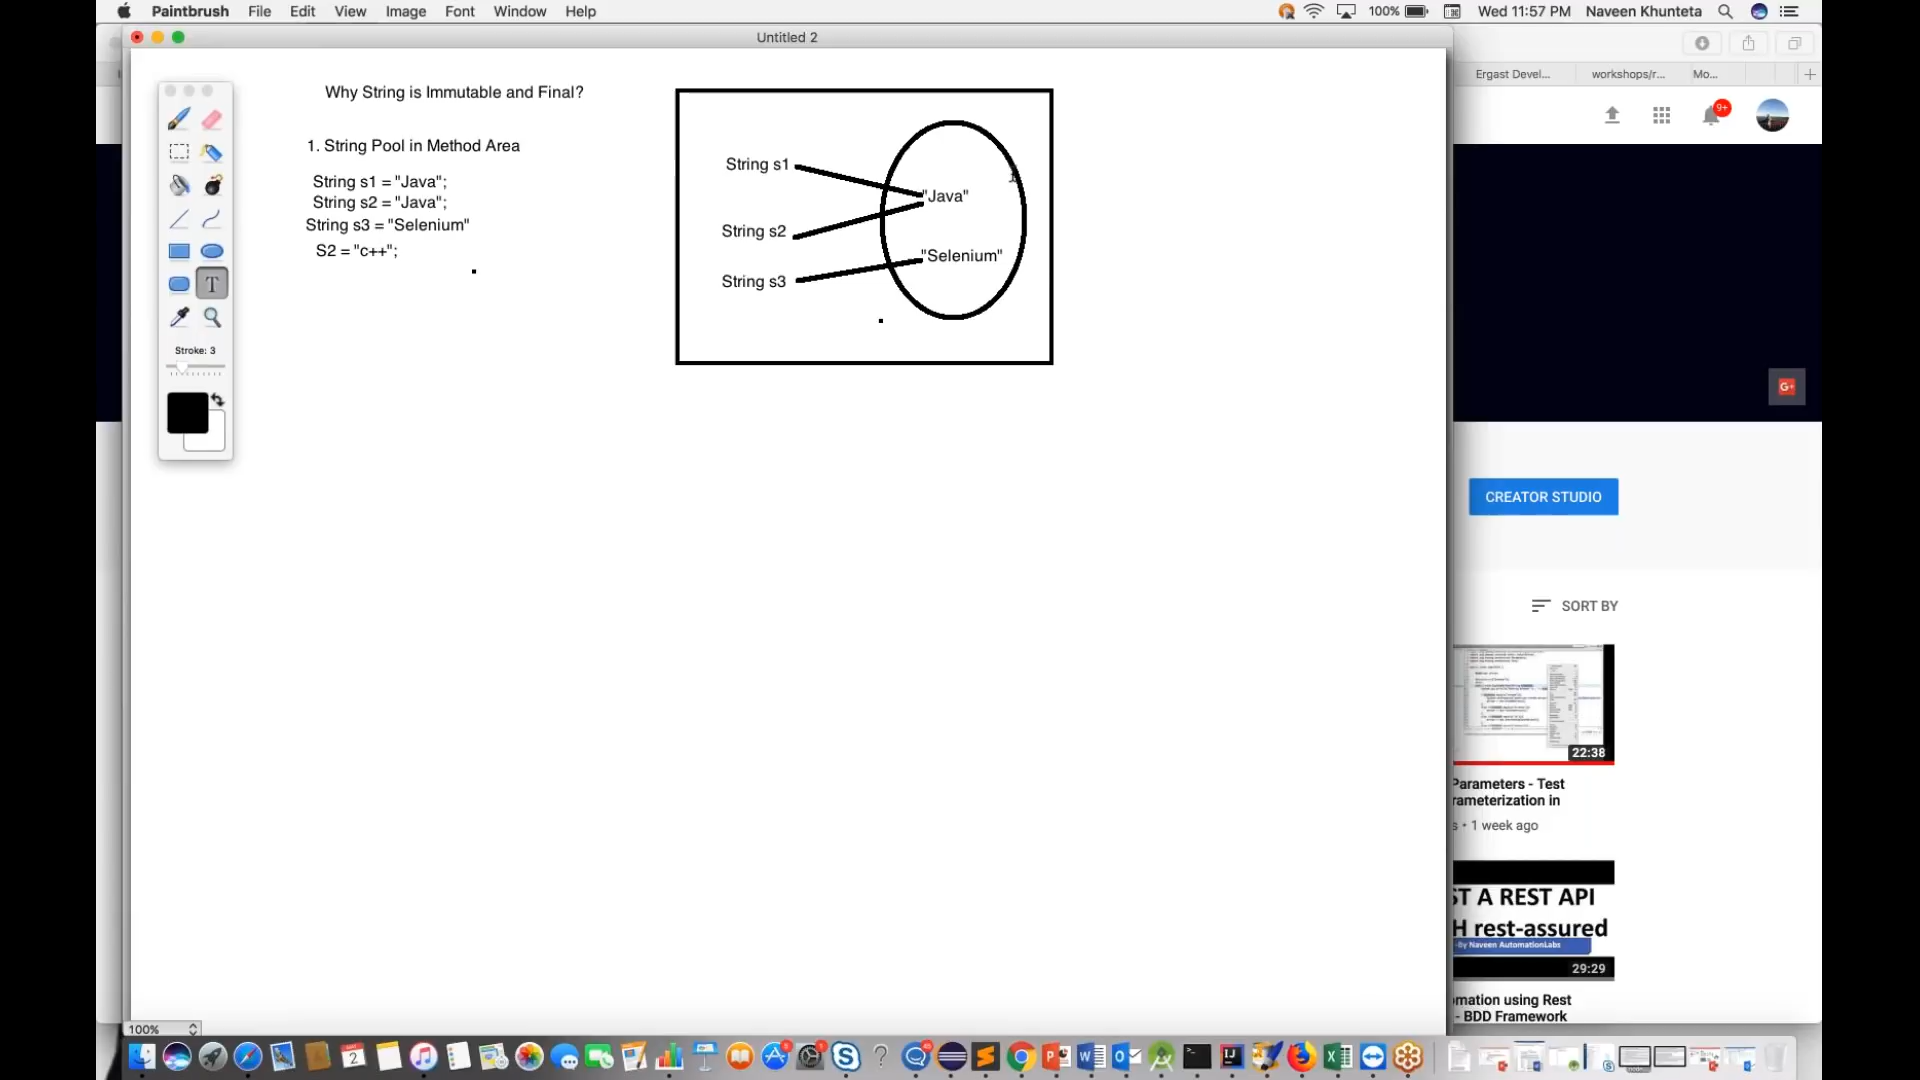 Paintbrush File Edit View Image Font Window Help
100% Wed 11:57 PM Naveen Khunteta
Untitled 2
Ergast Devel... workshops/r... Mo...
9+
Why String is Immutable and Final?
1. String Pool in Method Area
String s1 = "Java";
String s2 = "Java";
String s3 = "Selenium"
S2 = "c++";
String s1
"Java"
String s2
"Selenium"
String s3
T
Stroke: 3
G+
CREATOR STUDIO
SORT BY
22:38
Parameters - Test
rameterization in
s • 1 week ago
ST A REST API
H rest-assured
-By Naveen AutomationLabs
29:29
mation using Rest
- BDD Framework
100%